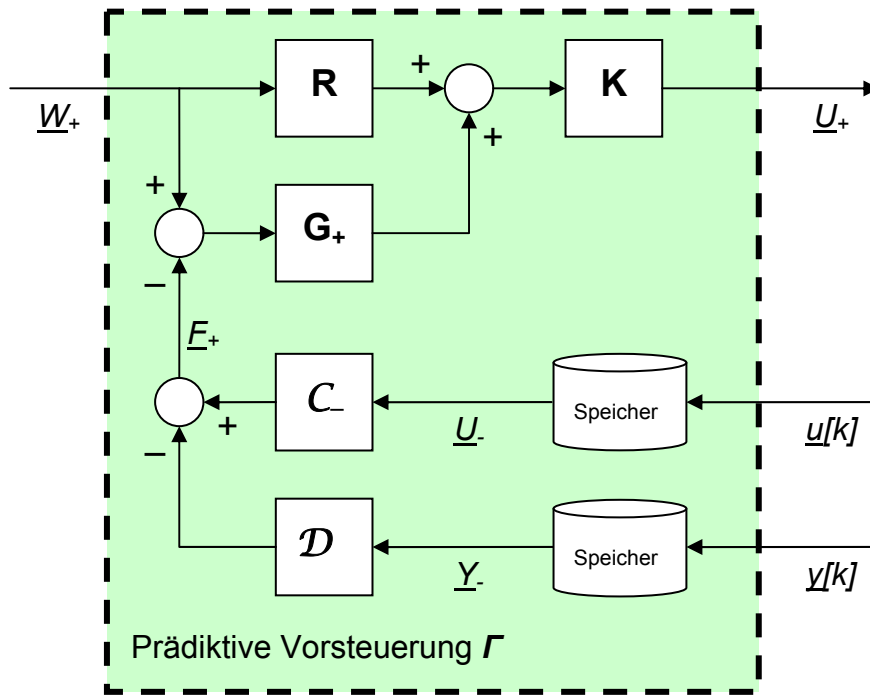 + R + K
W+ U+
+ G+ +
−
F+
C− Speicher
+ U- u[k]
−
D Speicher
Y- y[k]
Prädiktive Vorsteuerung Γ